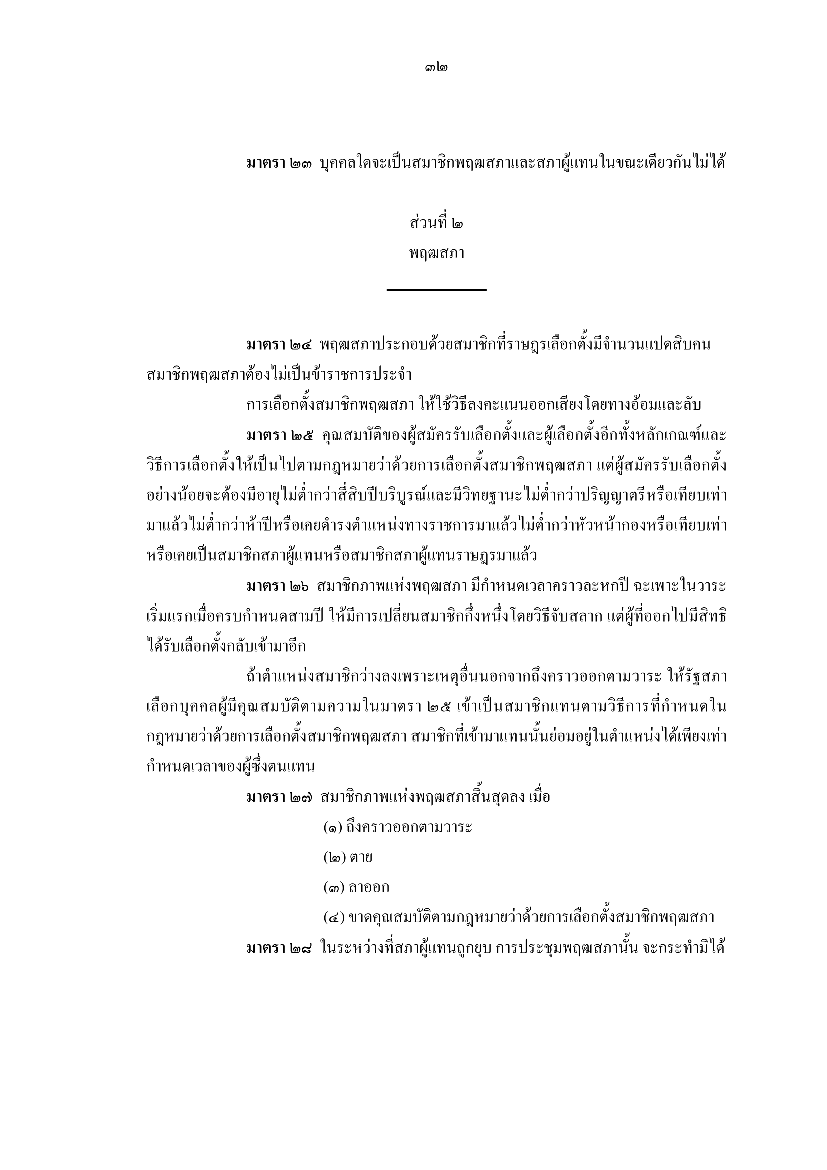 ๓๒
มาตรา ๒๓ บุคคลใดจะเป็นสมาชิกพฤฒสภาและสภาผู้แทนในขณะเดียวกันไม่ได้
ส่วนที่ ๒
พฤฒสภา
มาตรา ๒๔ พฤฒสภาประกอบด้วยสมาชิกที่ราษฎรเลือกตั้งมีจำนวนแปดสิบคน
สมาชิกพฤฒสภาต้องไม่เป็นข้าราชการประจำ
การเลือกตั้งสมาชิกพฤฒสภา ให้ใช้วิธีลงคะแนนออกเสียงโดยทางอ้อมและลับ
มาตรา ๒๕ คุณสมบัติของผู้สมัครรับเลือกตั้งและผู้เลือกตั้งอีกทั้งหลักเกณฑ์และ
วิธีการเลือกตั้งให้เป็นไปตามกฎหมายว่าด้วยการเลือกตั้งสมาชิกพฤฒสภา แต่ผู้สมัครรับเลือกตั้ง
อย่างน้อยจะต้องมีอายุไม่ต่ำกว่าสี่สิบปีบริบูรณ์และมีวิทยฐานะไม่ต่ำกว่าปริญญาตรีหรือเทียบเท่า
มาแล้วไม่ต่ำกว่าห้าปีหรือเคยดำรงตำแหน่งทางราชการมาแล้วไม่ต่ำกว่าหัวหน้ากองหรือเทียบเท่า
หรือเคยเป็นสมาชิกสภาผู้แทนหรือสมาชิกสภาผู้แทนราษฎรมาแล้ว
มาตรา ๒๖ สมาชิกภาพแห่งพฤฒสภา มีกำหนดเวลาคราวละหกปี ฉะเพาะในวาระ
เริ่มแรกเมื่อครบกำหนดสามปี ให้มีการเปลี่ยนสมาชิกกึ่งหนึ่งโดยวิธีจับสลาก แต่ผู้ที่ออกไปมีสิทธิ
ได้รับเลือกตั้งกลับเข้ามาอีก
ถ้าตำแหน่งสมาชิกว่างลงเพราะเหตุอื่นนอกจากถึงคราวออกตามวาระ ให้รัฐสภา
เลือกบุคคลผู้มีคุณสมบัติตามความในมาตรา ๒๕ เข้าเป็นสมาชิกแทนตามวิธีการที่กำหนดใน
กฎหมายว่าด้วยการเลือกตั้งสมาชิกพฤฒสภา สมาชิกที่เข้ามาแทนนั้นย่อมอยู่ในตำแหน่งได้เพียงเท่า
กำหนดเวลาของผู้ซึ่งตนแทน
มาตรา ๒๗ สมาชิกภาพแห่งพฤฒสภาสิ้นสุดลง เมื่อ
(๑) ถึงคราวออกตามวาระ
(๒) ตาย
(๓) ลาออก
(๔) ขาดคุณสมบัติตามกฎหมายว่าด้วยการเลือกตั้งสมาชิกพฤฒสภา
มาตรา ๒๘ ในระหว่างที่สภาผู้แทนถูกยุบ การประชุมพฤฒสภานั้น จะกระทำมิได้